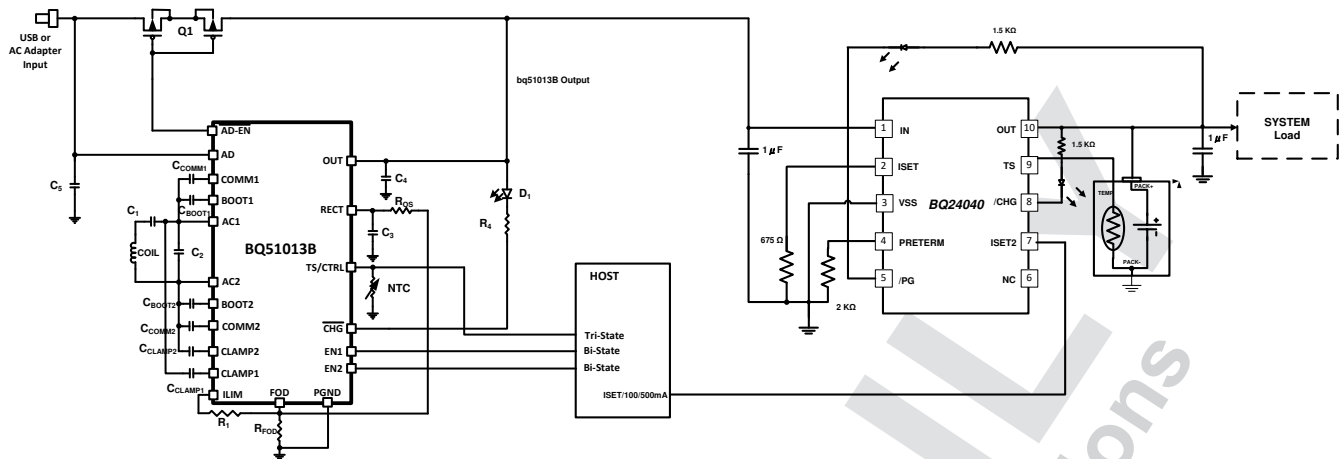 USB or
AC Adapter
Input
Q1
bq51013B Output
1.5 KΩ
AD-EN
AD
COMM1
BOOT1
AC1
AC2
BOOT2
COMM2
CLAMP2
CLAMP1
ILIM
FOD
PGND
OUT
RECT
TS/CTRL
CHG
EN1
EN2
BQ51013B
C5
CCOMM1
CBOOT1
C1
COIL
C2
CBOOT2
CCOMM2
CCLAMP2
CCLAMP1
R1
RFOD
C4
ROS
C3
NTC
D1
R4
HOST
Tri-State
Bi-State
Bi-State
ISET/100/500mA
1 μF
675 Ω
2 KΩ
1 IN
2 ISET
3 VSS
4 PRETERM
5 /PG
BQ24040
OUT 10
TS 9
/CHG 8
ISET2 7
NC 6
1.5 KΩ
TEMP
PACK+
PACK-
1 μF
SYSTEM
Load
ions